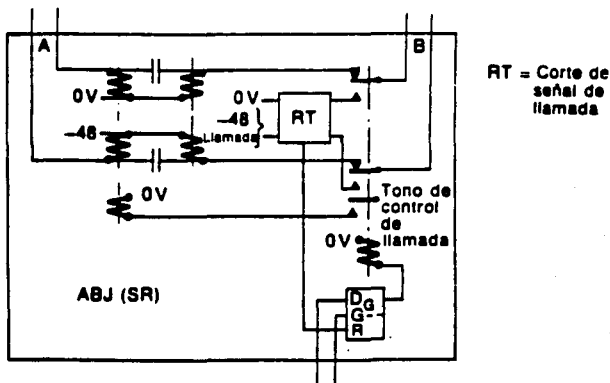 A
B
RT = Corte de
señal de
llamada
0V
0V
-48
Llamada
RT
-48
0V
Tono de
control
de
llamada
0V
ABJ (SR)
DG
G
R